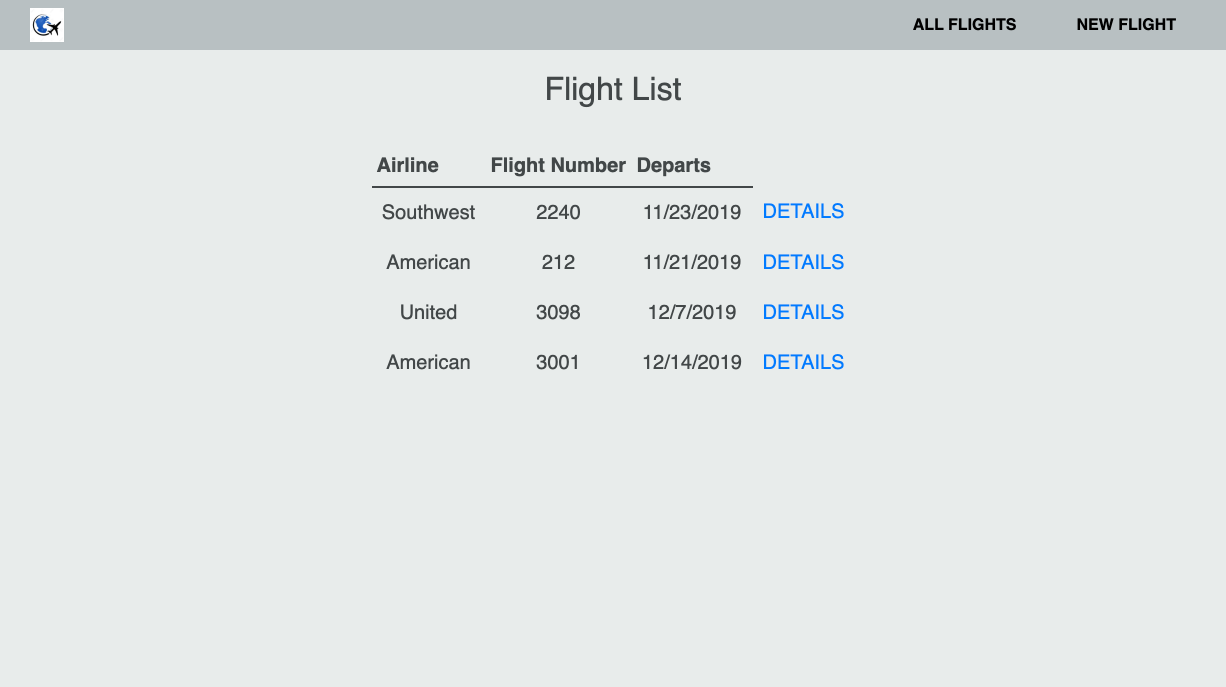 ALL FLIGHTS NEW FLIGHT
Flight List
Airline Flight Number Departs
Southwest 2240 11/23/2019 DETAILS
American 212 11/21/2019 DETAILS
United 3098 12/7/2019 DETAILS
American 3001 12/14/2019 DETAILS